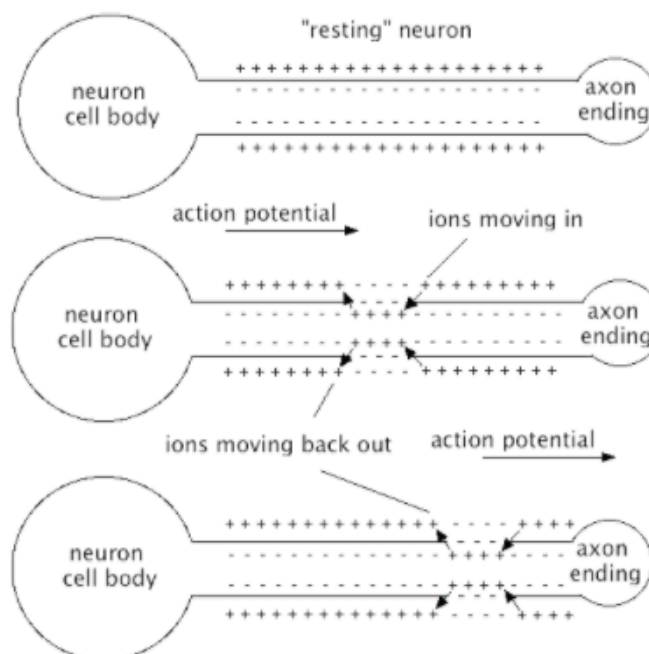 "resting" neuron
+ + + + + + + + + + + + + + + + + + + +
neuron
cell body
- - - - - - - - - - - - - - - - - - - -
- - - - - - - - - - - - - - - - - - - -
axon
ending
+ + + + + + + + + + + + + + + + + + + +
action potential
ions moving in
+ + + + + + + + - - - - - + + + + + + + + +
neuron
cell body
axon
ending
+ + + + + + + + - - - - - + + + + + + + + +
ions moving back out
action potential
neuron
cell body
axon
ending